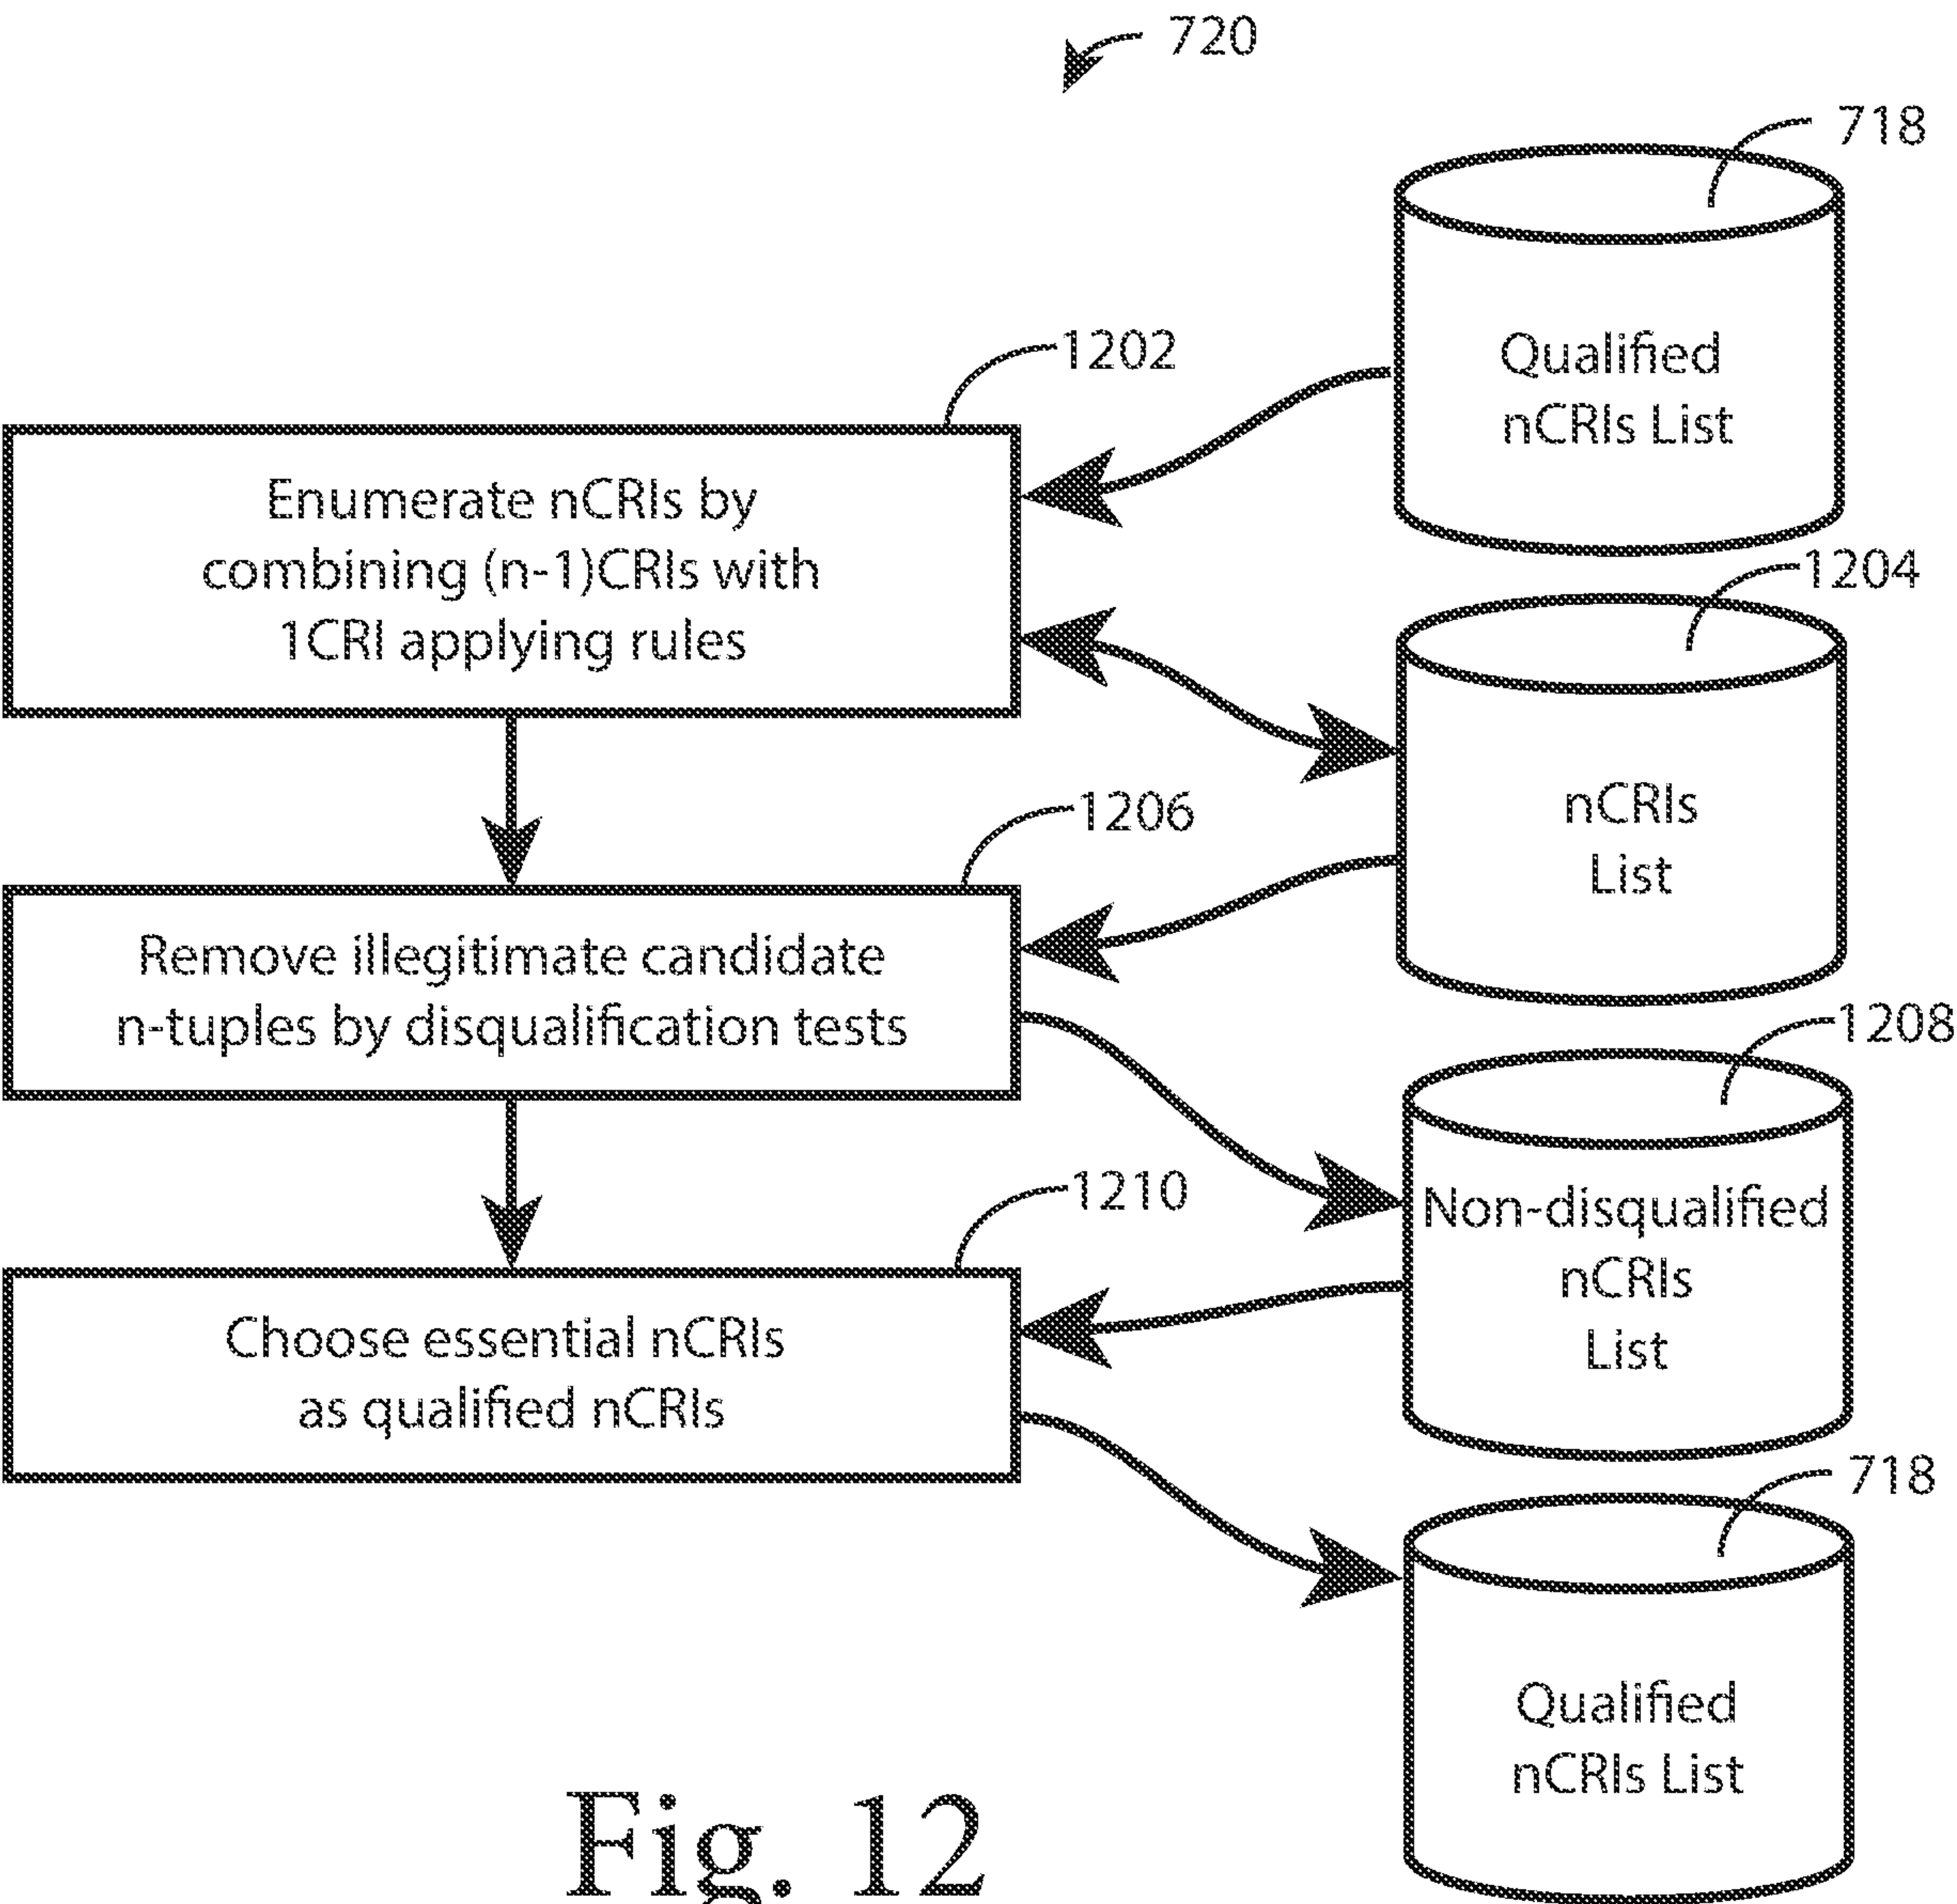 720
718
Qualified
nCRIs List
1202
Enumerate nCRIs by
combining (n-1)CRIs with
1CRI applying rules
1204
nCRIs
List
1206
Remove illegitimate candidate
n-tuples by disqualification tests
1208
Non-disqualified
nCRIs
List
1210
Choose essential nCRIs
as qualified nCRIs
718
Qualified
nCRIs List
Fig. 12